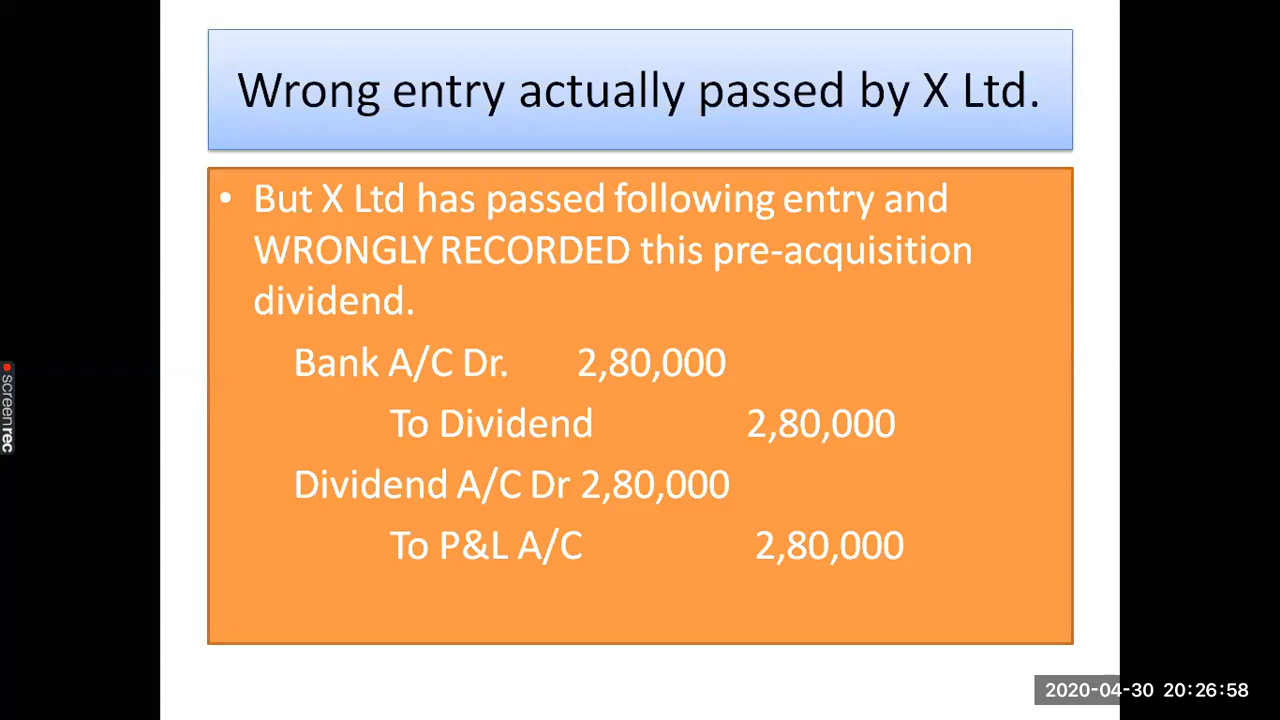 Wrong entry actually passed by X Ltd.
• But X Ltd has passed following entry and
WRONGLY RECORDED this pre-acquisition
dividend.
Bank A/C Dr. 2,80,000
To Dividend 2,80,000
Dividend A/C Dr 2,80,000
To P&L A/C 2,80,000
screenrec
2020-04-30 20:26:58